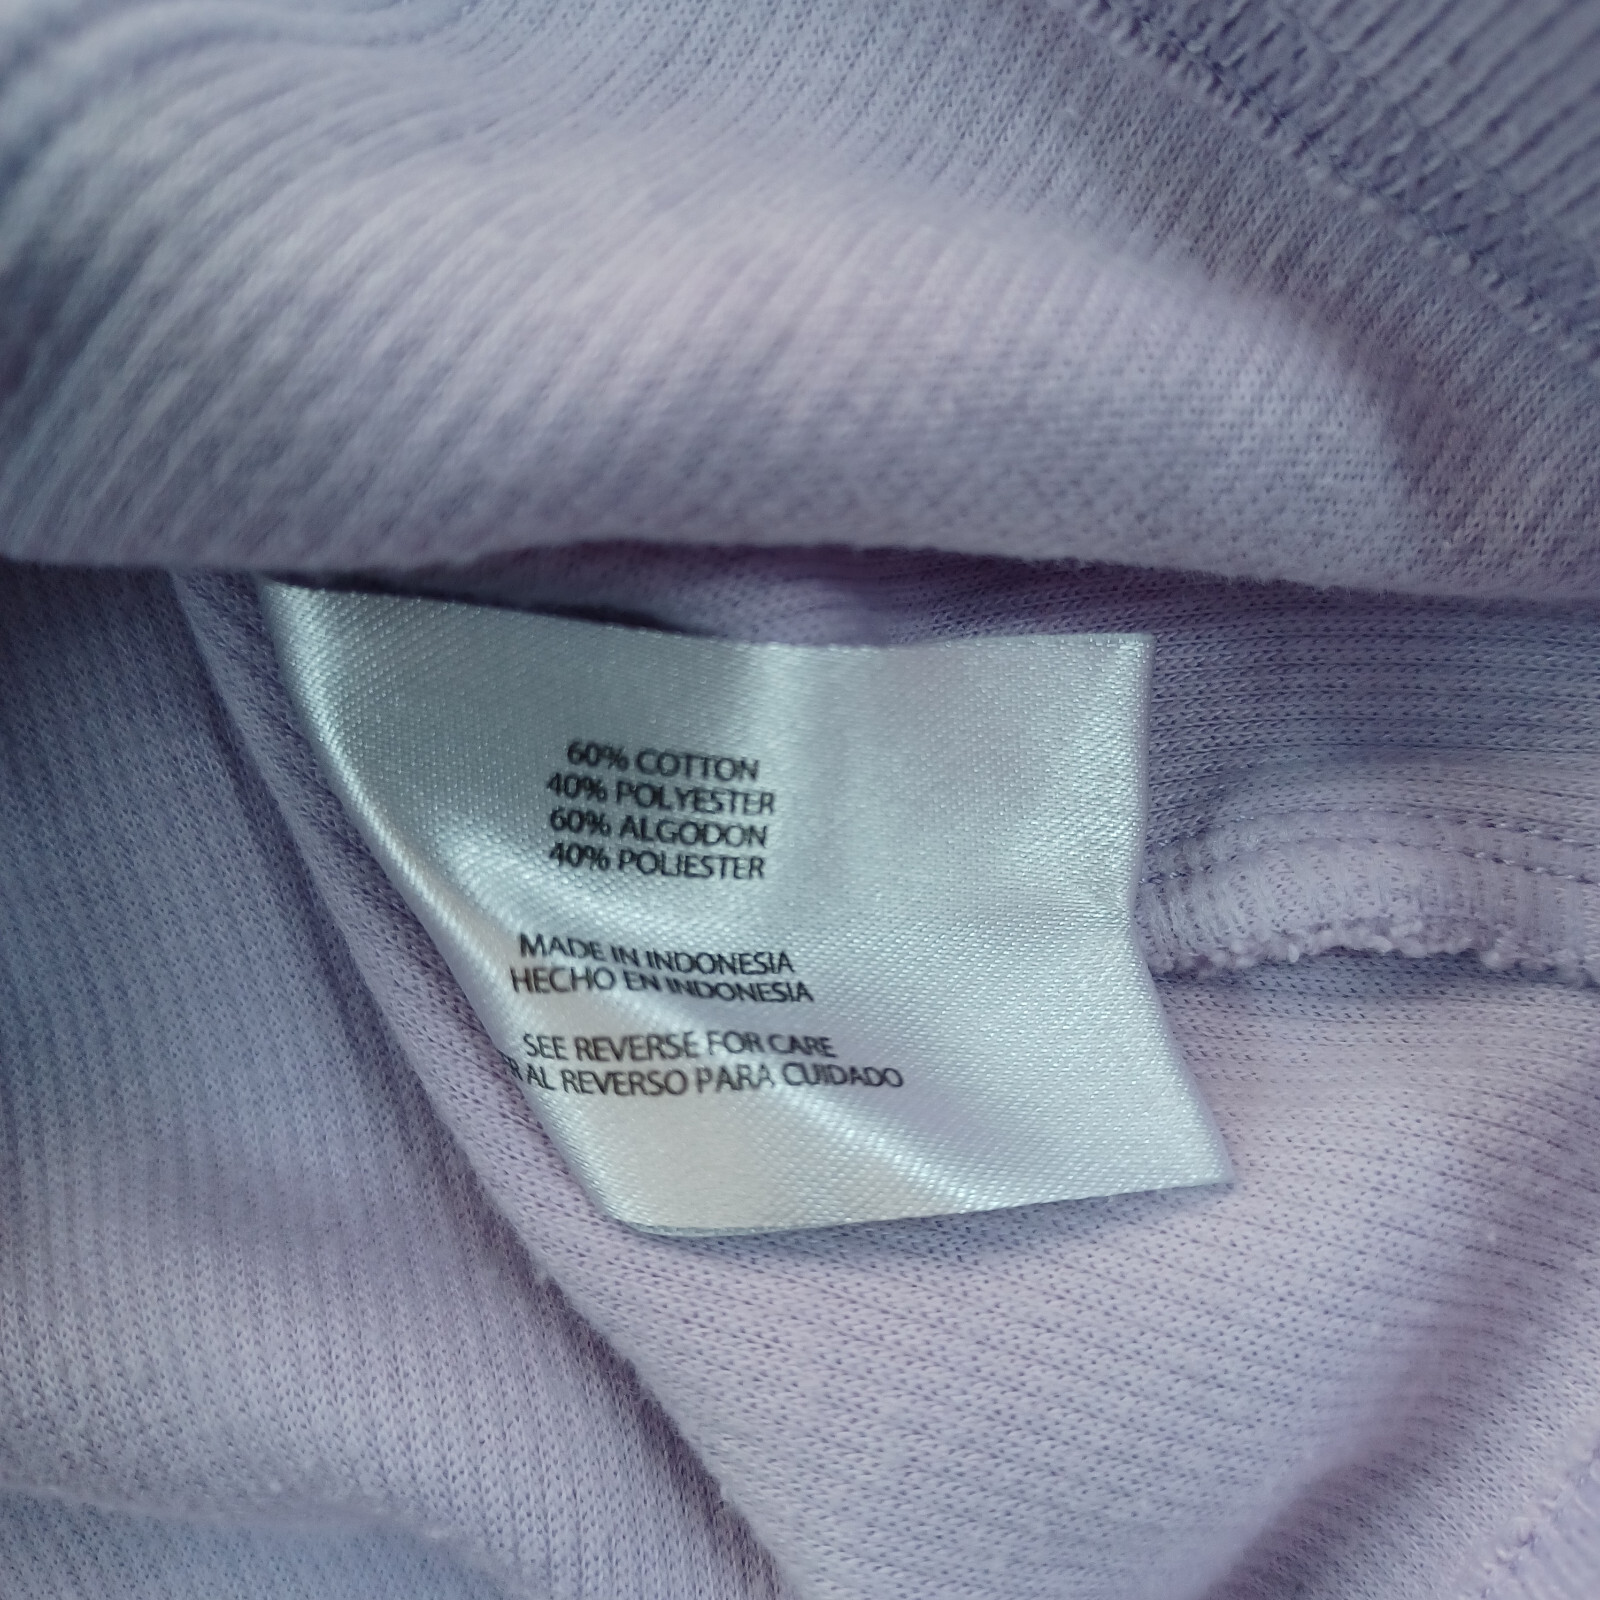 60% COTTON
40% POLYESTER
60% ALGODON
40% POLIESTER
MADE IN INDONESIA
HECHO EN INDONESIA
SEE REVERSE FOR CARE
AL REVERSO PARA CUIDADO